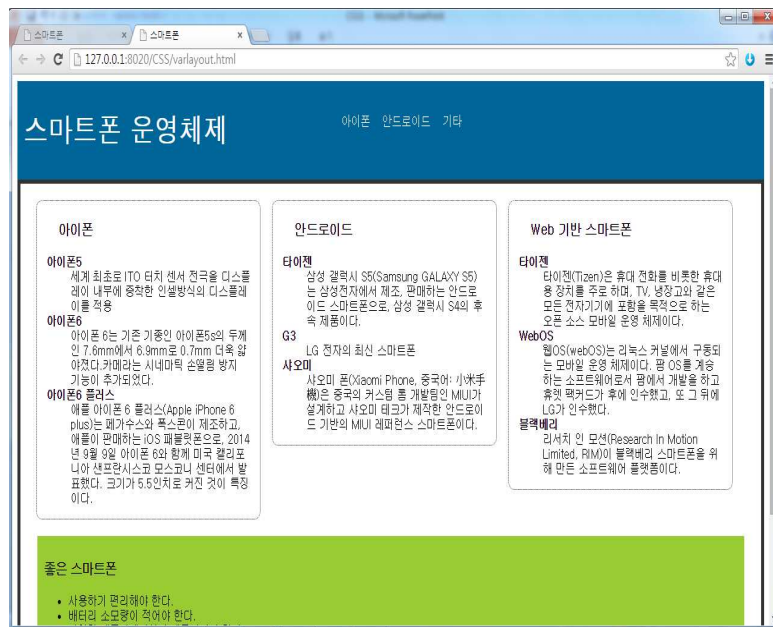 스마트폰
스마트폰
127.0.0.1:8020/CSS/varlayout.html
스마트폰 운영체제
아이폰 안드로이드 기타
아이폰
아이폰5
세계 최초로 ITO 터치 센서 전극을 디스플
레이 내부에 증착한 인셀방식의 디스플레
이를 적용
아이폰6
아이폰 6는 기존 기종인 아이폰5s의 두께
인 7.6mm에서 6.9mm로 0.7mm 더욱 얇
아졌다.카메라는 시네마틱 손떨림 방지
기능이 추가되었다.
아이폰6 플러스
애플 아이폰 6 플러스(Apple iPhone 6
plus)는 페가수스와 폭스콘이 제조하고,
애플이 판매하는 iOS 패블릿폰으로, 2014
년 9월 9일 아이폰 6와 함께 미국 캘리포
니아 샌프란시스코 모스코니 센터에서 발
표했다. 크기가 5.5인치로 커진 것이 특징
이다.
안드로이드
타이젠
삼성 갤럭시 S5(Samsung GALAXY S5)
는 삼성전자에서 제조, 판매하는 안드로
이드 스마트폰으로, 삼성 갤럭시 S4의 후
속 제품이다.
G3
LG 전자의 최신 스마트폰
샤오미
샤오미 폰(Xiaomi Phone, 중국어: 小米手
機)은 중국의 커스텀 롬 개발팀인 MIUI가
설계하고 샤오미 테크가 제작한 안드로이
드 기반의 MIUI 레퍼런스 스마트폰이다.
Web 기반 스마트폰
타이젠
타이젠(Tizen)은 휴대 전화를 비롯한 휴대
용 장치를 주로 하며, TV, 냉장고와 같은
모든 전자기기에 포함을 목적으로 하는
오픈 소스 모바일 운영 체제이다.
WebOS
웹OS(webOS)는 리눅스 커널에서 구동되
는 모바일 운영 체제이다. 팜 OS를 계승
하는 소프트웨어로서 팜에서 개발을 하고
휴렛 팩커드가 후에 인수했고, 또 그 뒤에
LG가 인수했다.
블랙베리
리서치 인 모션(Research In Motion
Limited, RIM)이 블랙베리 스마트폰을 위
해 만든 소프트웨어 플랫폼이다.
좋은 스마트폰
• 사용하기 편리해야 한다.
• 배터리 소모량이 적어야 한다.